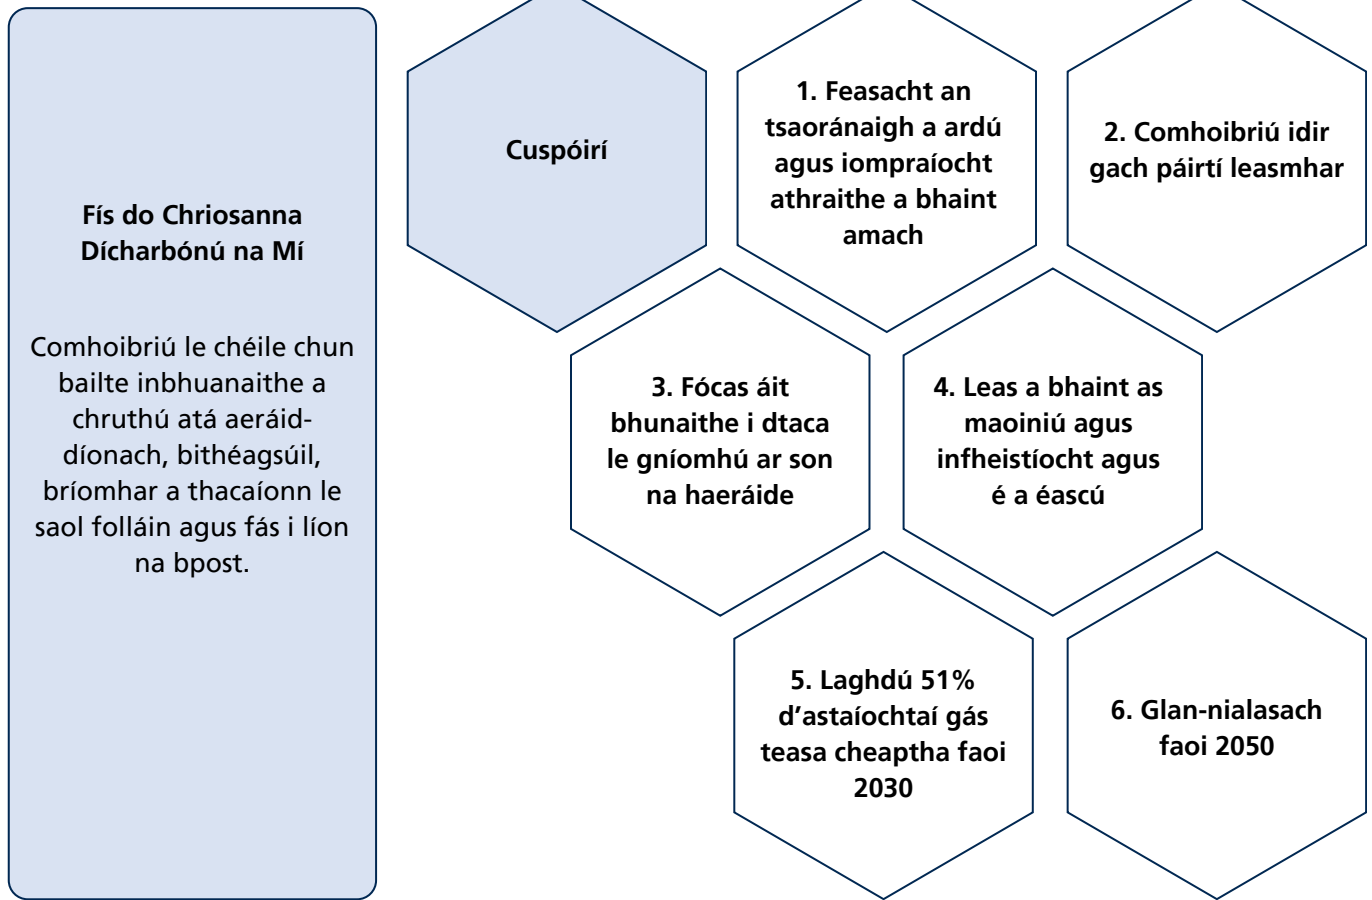 Fís do Chriosanna
Dícharbónú na Mí
Comhoibriú le chéile chun
bailte inbhuanaithe a
chruthú atá aeráid-
díonach, bithéagsúil,
bríomhar a thacaíonn le
saol folláin agus fás i líon
na bpost.
Cuspóirí
1. Feasacht an
tsaoránaigh a ardú
agus iompraíocht
athraithe a bhaint
amach
2. Comhoibriú idir
gach páirtí leasmhar
3. Fócas áit
bhunaithe i dtaca
le gníomhú ar son
na haeráide
4. Leas a bhaint as
maoiniú agus
infheistíocht agus
é a éascú
5. Laghdú 51%
d’astaíochtaí gás
teasa cheaptha faoi
2030
6. Glan-nialasach
faoi 2050